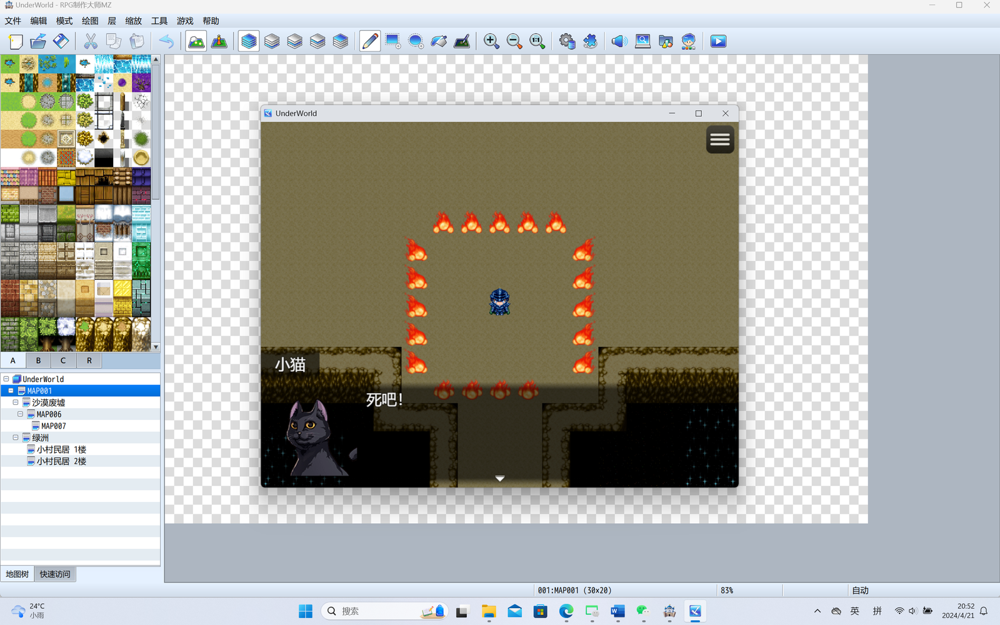 UnderWorld - RPG制作大师MZ
文件 编辑 模式 绘图 层 缩放 工具 游戏 帮助
1:1
UnderWorld
小猫
死吧！
A B C R
UnderWorld
MAP001
沙漠废墟
MAP006
MAP007
绿洲
小村民居 1楼
小村民居 2楼
地图树 快速访问
001:MAP001 (30x20) 83% 自动
24°C
小雨
搜索
英 拼
20:52
2024/4/21